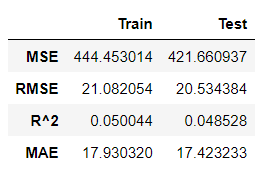 Train Test
MSE 444.453014 421.660937
RMSE 21.082054 20.534384
R^2 0.050044 0.048528
MAE 17.930320 17.423233